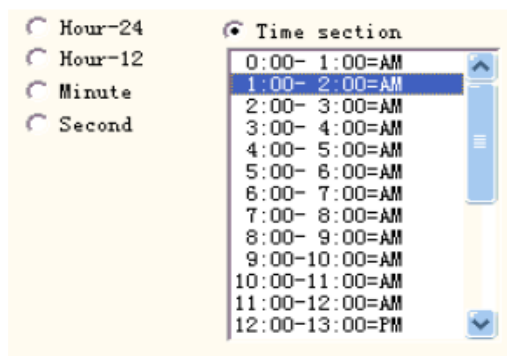 Hour-24
Hour-12
Minute
Second
Time section
0:00- 1:00=AM
1:00- 2:00=AM
2:00- 3:00=AM
3:00- 4:00=AM
4:00- 5:00=AM
5:00- 6:00=AM
6:00- 7:00=AM
7:00- 8:00=AM
8:00- 9:00=AM
9:00-10:00=AM
10:00-11:00=AM
11:00-12:00=AM
12:00-13:00=PM